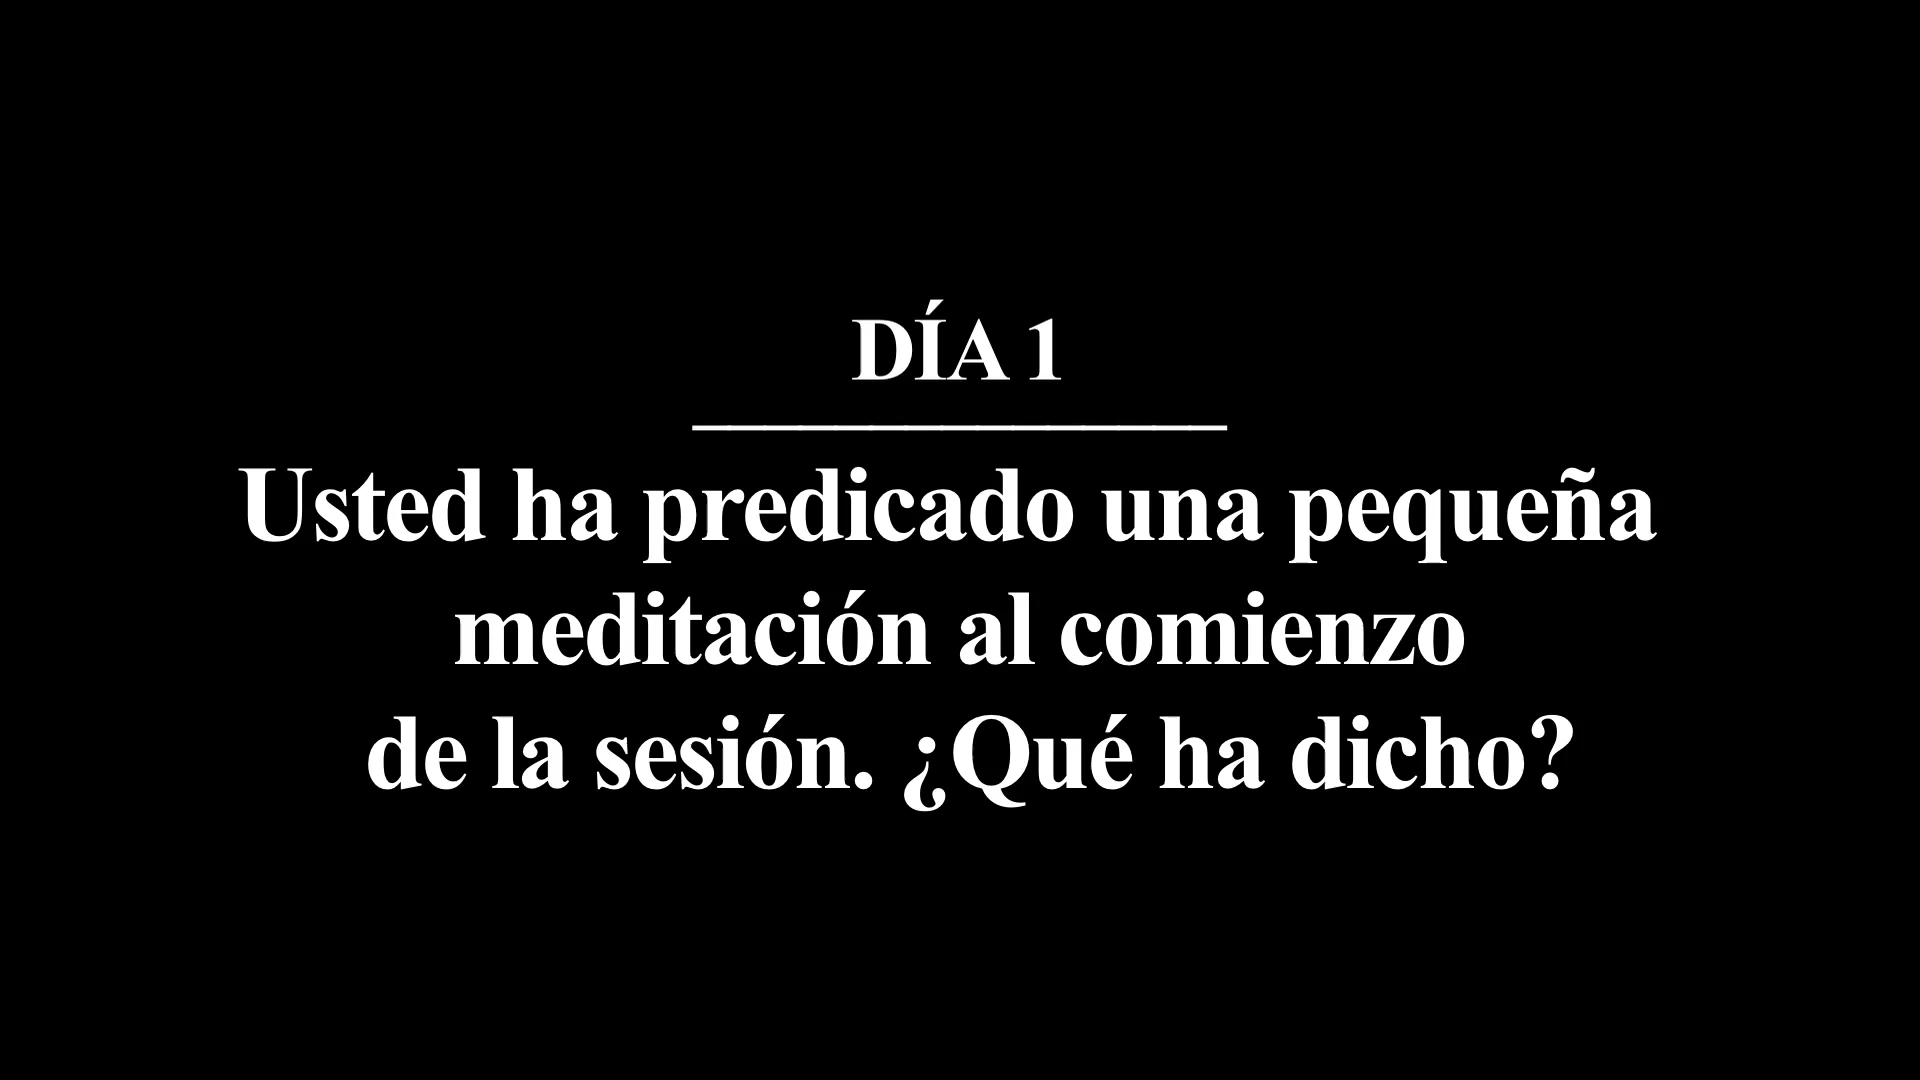 DÍA 1
Usted ha predicado una pequeña
meditación al comienzo
de la sesión. ¿Qué ha dicho?